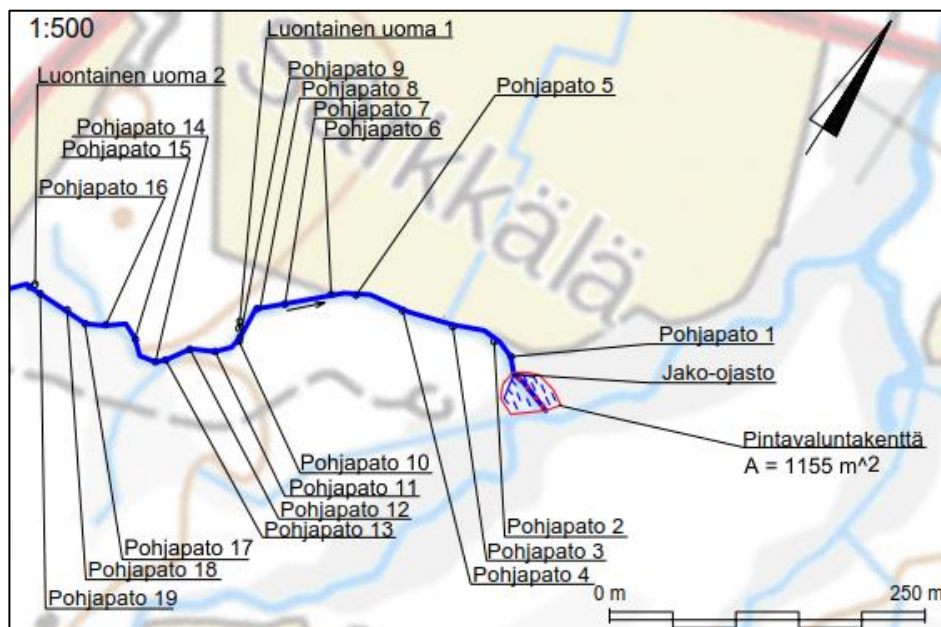 1:500
Luontainen uoma 1
Luontainen uoma 2
Pohjapato 9
Pohjapato 8
Pohjapato 7
Pohjapato 6
Pohjapato 5
Pohjapato 14
Pohjapato 15
Pohjapato 16
Särkkälä
Pohjapato 1
Jako-ojasto
Pintavaluntakenttä
A = 1155 m^2
Pohjapato 10
Pohjapato 11
Pohjapato 12
Pohjapato 13
Pohjapato 2
Pohjapato 3
Pohjapato 4
Pohjapato 17
Pohjapato 18
Pohjapato 19
0 m
250 m